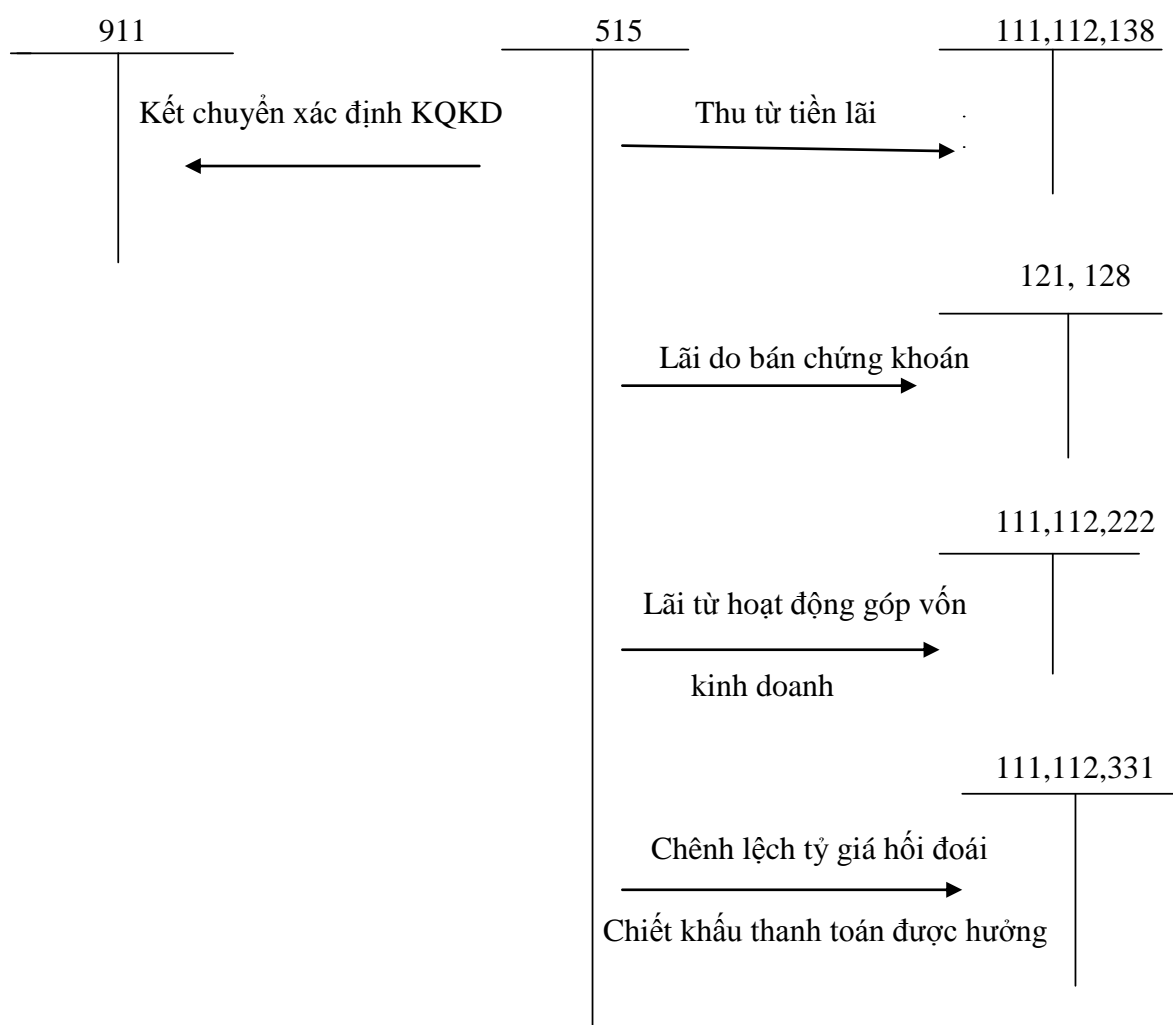 911
515
111,112,138
Kết chuyển xác định KQKD
Thu từ tiền lãi
121, 128
Lãi do bán chứng khoán
111,112,222
Lãi từ hoạt động góp vốn
kinh doanh
111,112,331
Chênh lệch tỷ giá hối đoái
Chiết khấu thanh toán được hưởng